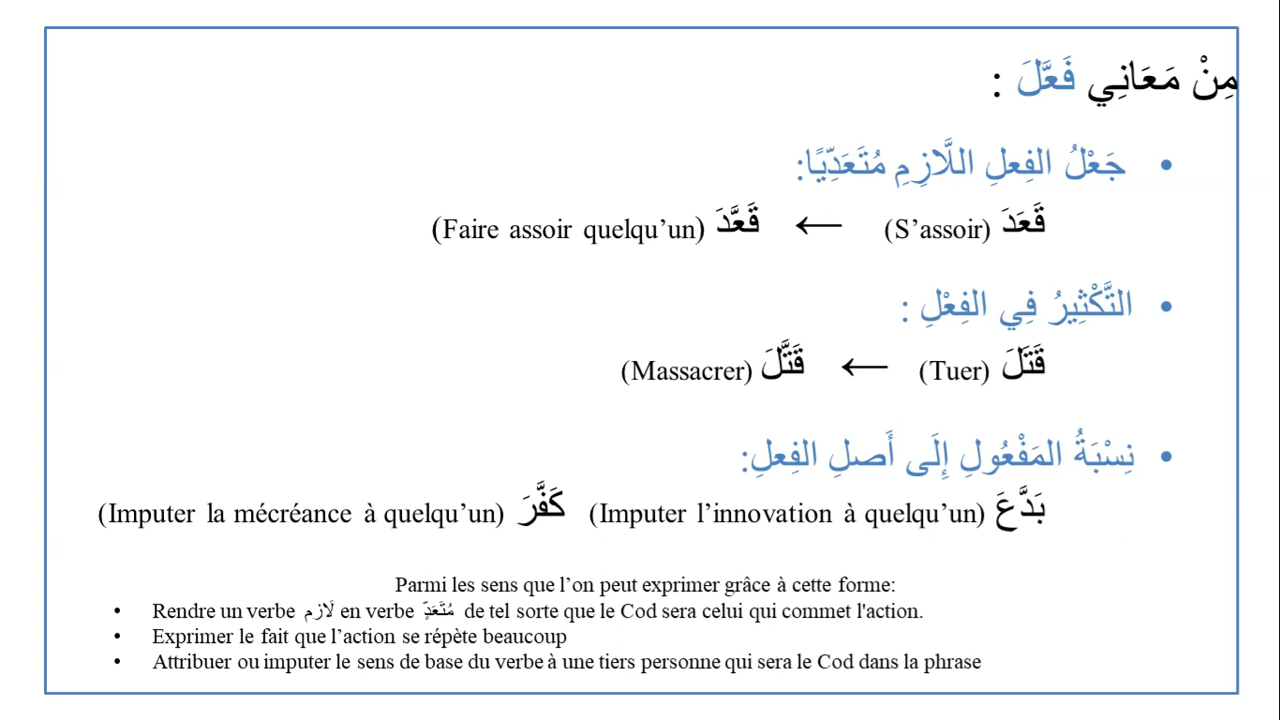 مِنْ مَعَانِي فَعَّلَ :
• جَعْلُ الفِعلِ اللَّازِمِ مُتَعَدِّيًا:
قَعَدَ (S’assoir) ← قَعَّدَ (Faire assoir quelqu’un)
• التَّكْثِيرُ فِي الفِعْلِ :
قَتَلَ (Tuer) ← قَتَّلَ (Massacrer)
• نِسْبَةُ المَفْعُولِ إِلَى أَصلِ الفِعلِ:
بَدَّعَ (Imputer l’innovation à quelqu’un) كَفَّرَ (Imputer la mécréance à quelqu’un)
Parmi les sens que l’on peut exprimer grâce à cette forme:
• Rendre un verbe لَازم en verbe مُتَعَدٍّ de tel sorte que le Cod sera celui qui commet l'action.
• Exprimer le fait que l’action se répète beaucoup
• Attribuer ou imputer le sens de base du verbe à une tiers personne qui sera le Cod dans la phrase